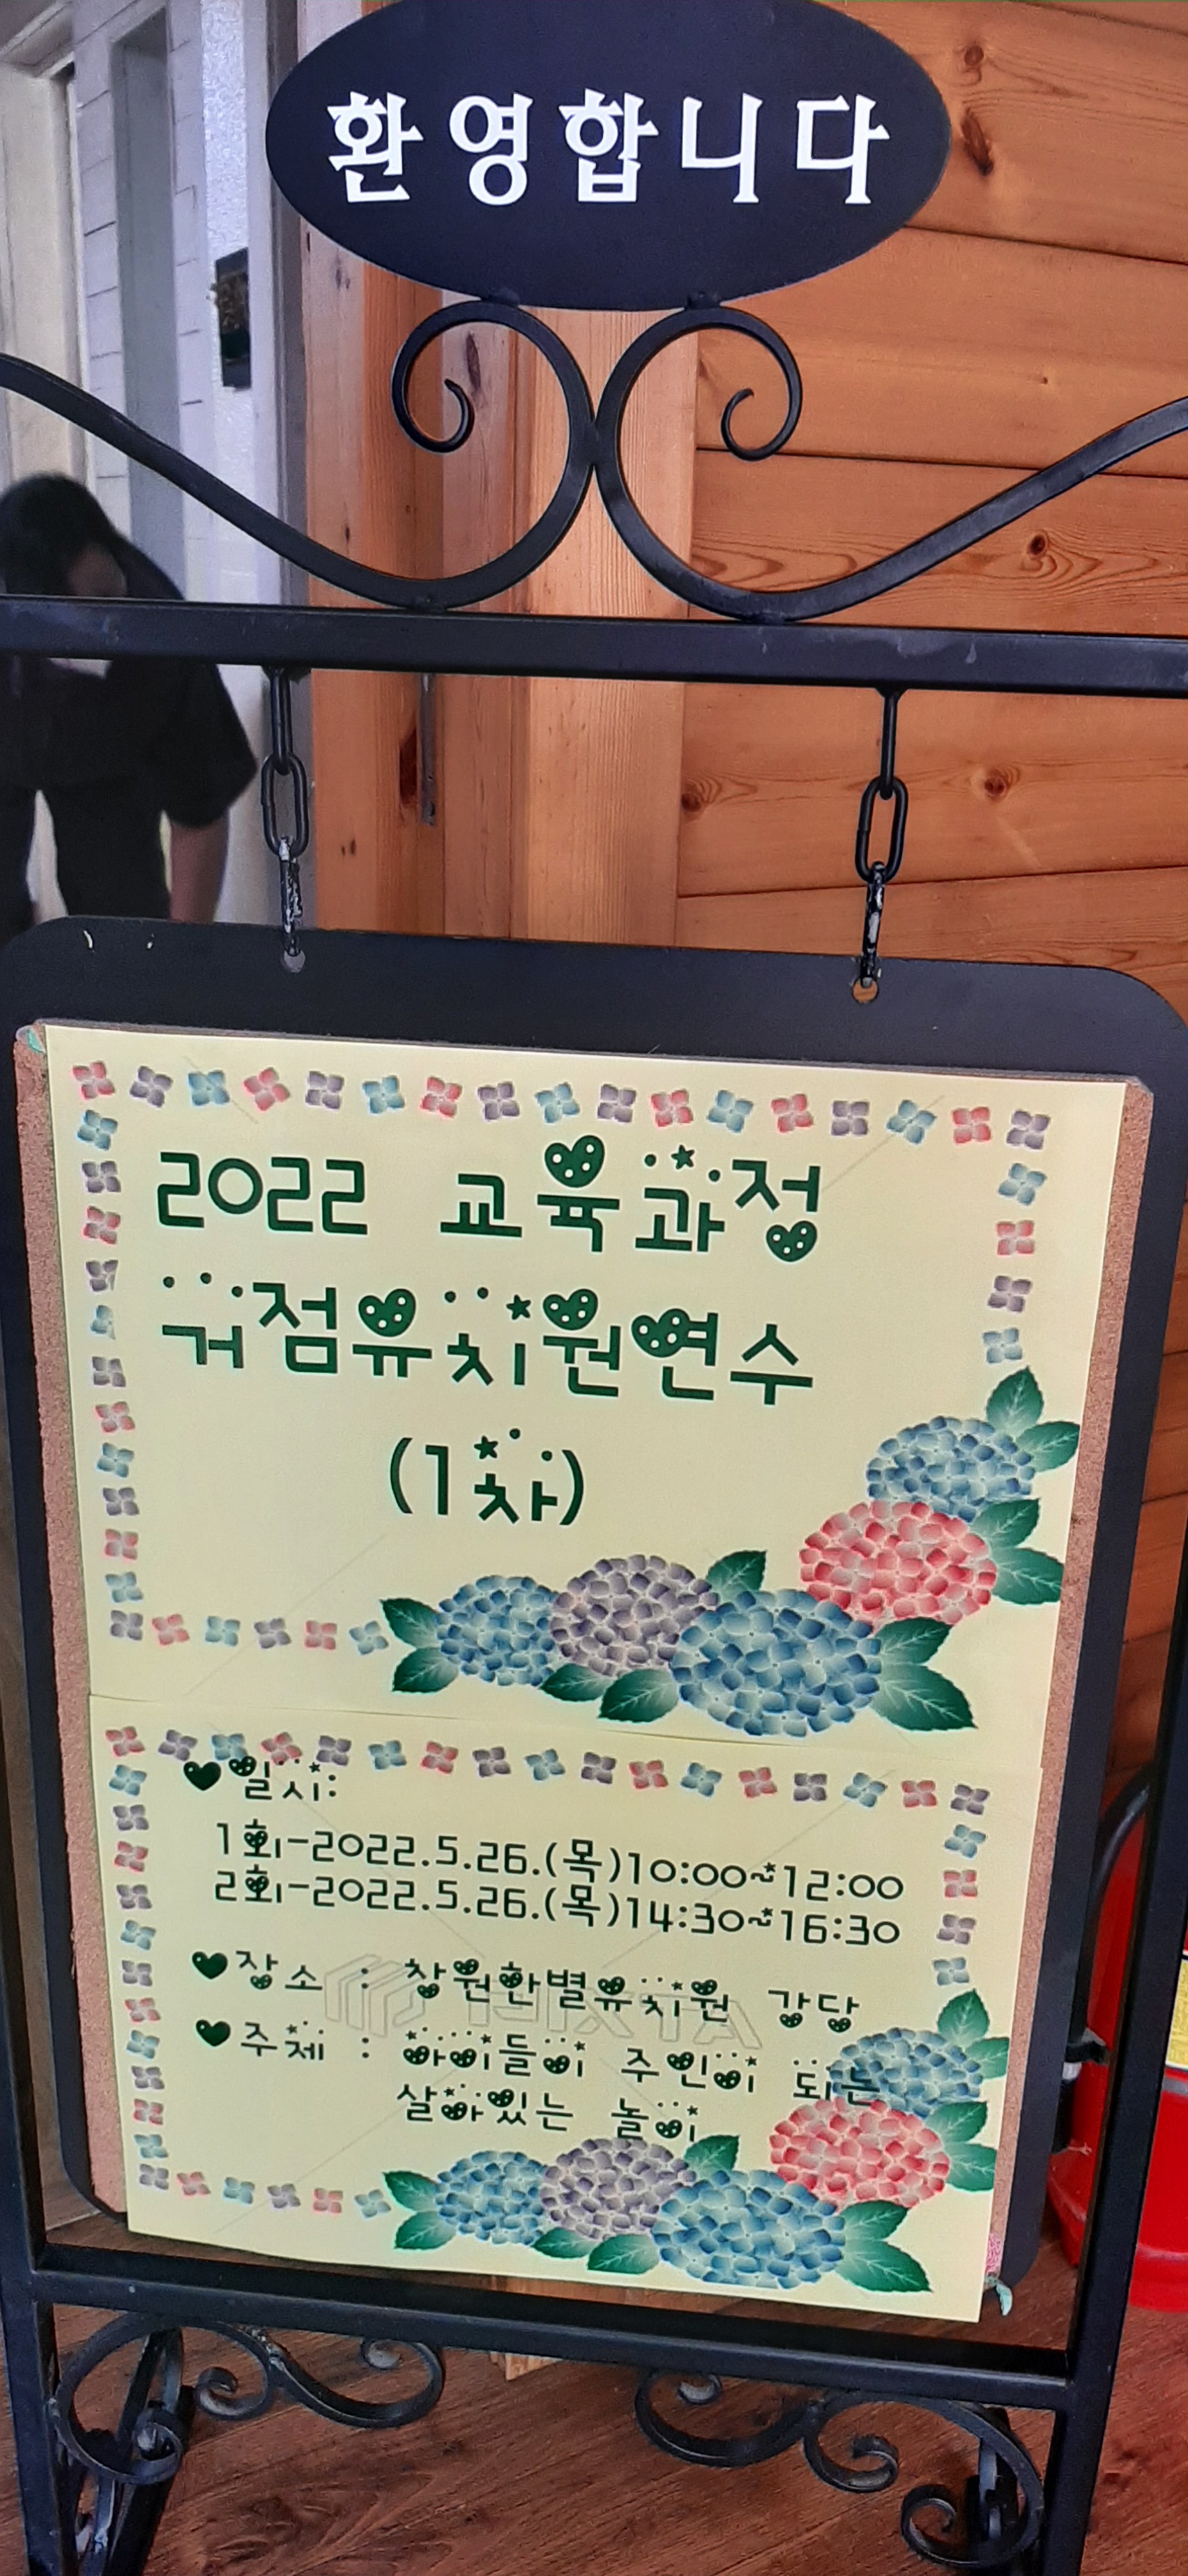 환영합니다
2022 교육과정
거점유치원연수
(1차)
♥일시:
1회-2022.5.26.(목)10:00~12:00
2회-2022.5.26.(목)14:30~16:30
♥장소 : 창원한별유치원 강당
♥주제 : 아이들이 주인이 되는
살아있는 놀이